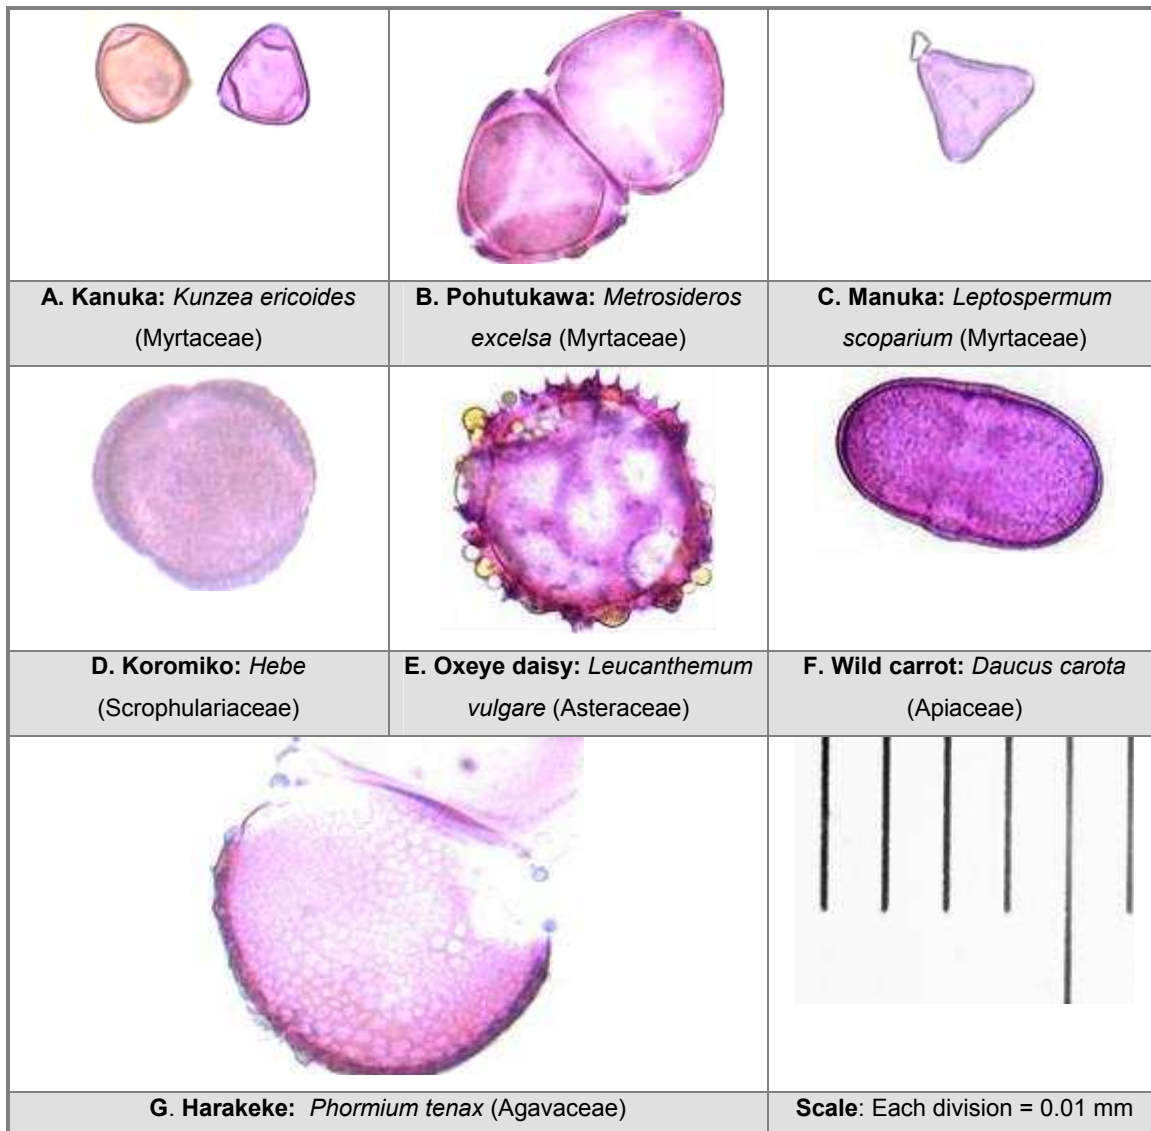 A. Kanuka: Kunzea ericoides
(Myrtaceae)
B. Pohutukawa: Metrosideros
excelsa (Myrtaceae)
C. Manuka: Leptospermum
scoparium (Myrtaceae)
D. Koromiko: Hebe
(Scrophulariaceae)
E. Oxeye daisy: Leucanthemum
vulgare (Asteraceae)
F. Wild carrot: Daucus carota
(Apiaceae)
G. Harakeke: Phormium tenax (Agavaceae)
Scale: Each division = 0.01 mm